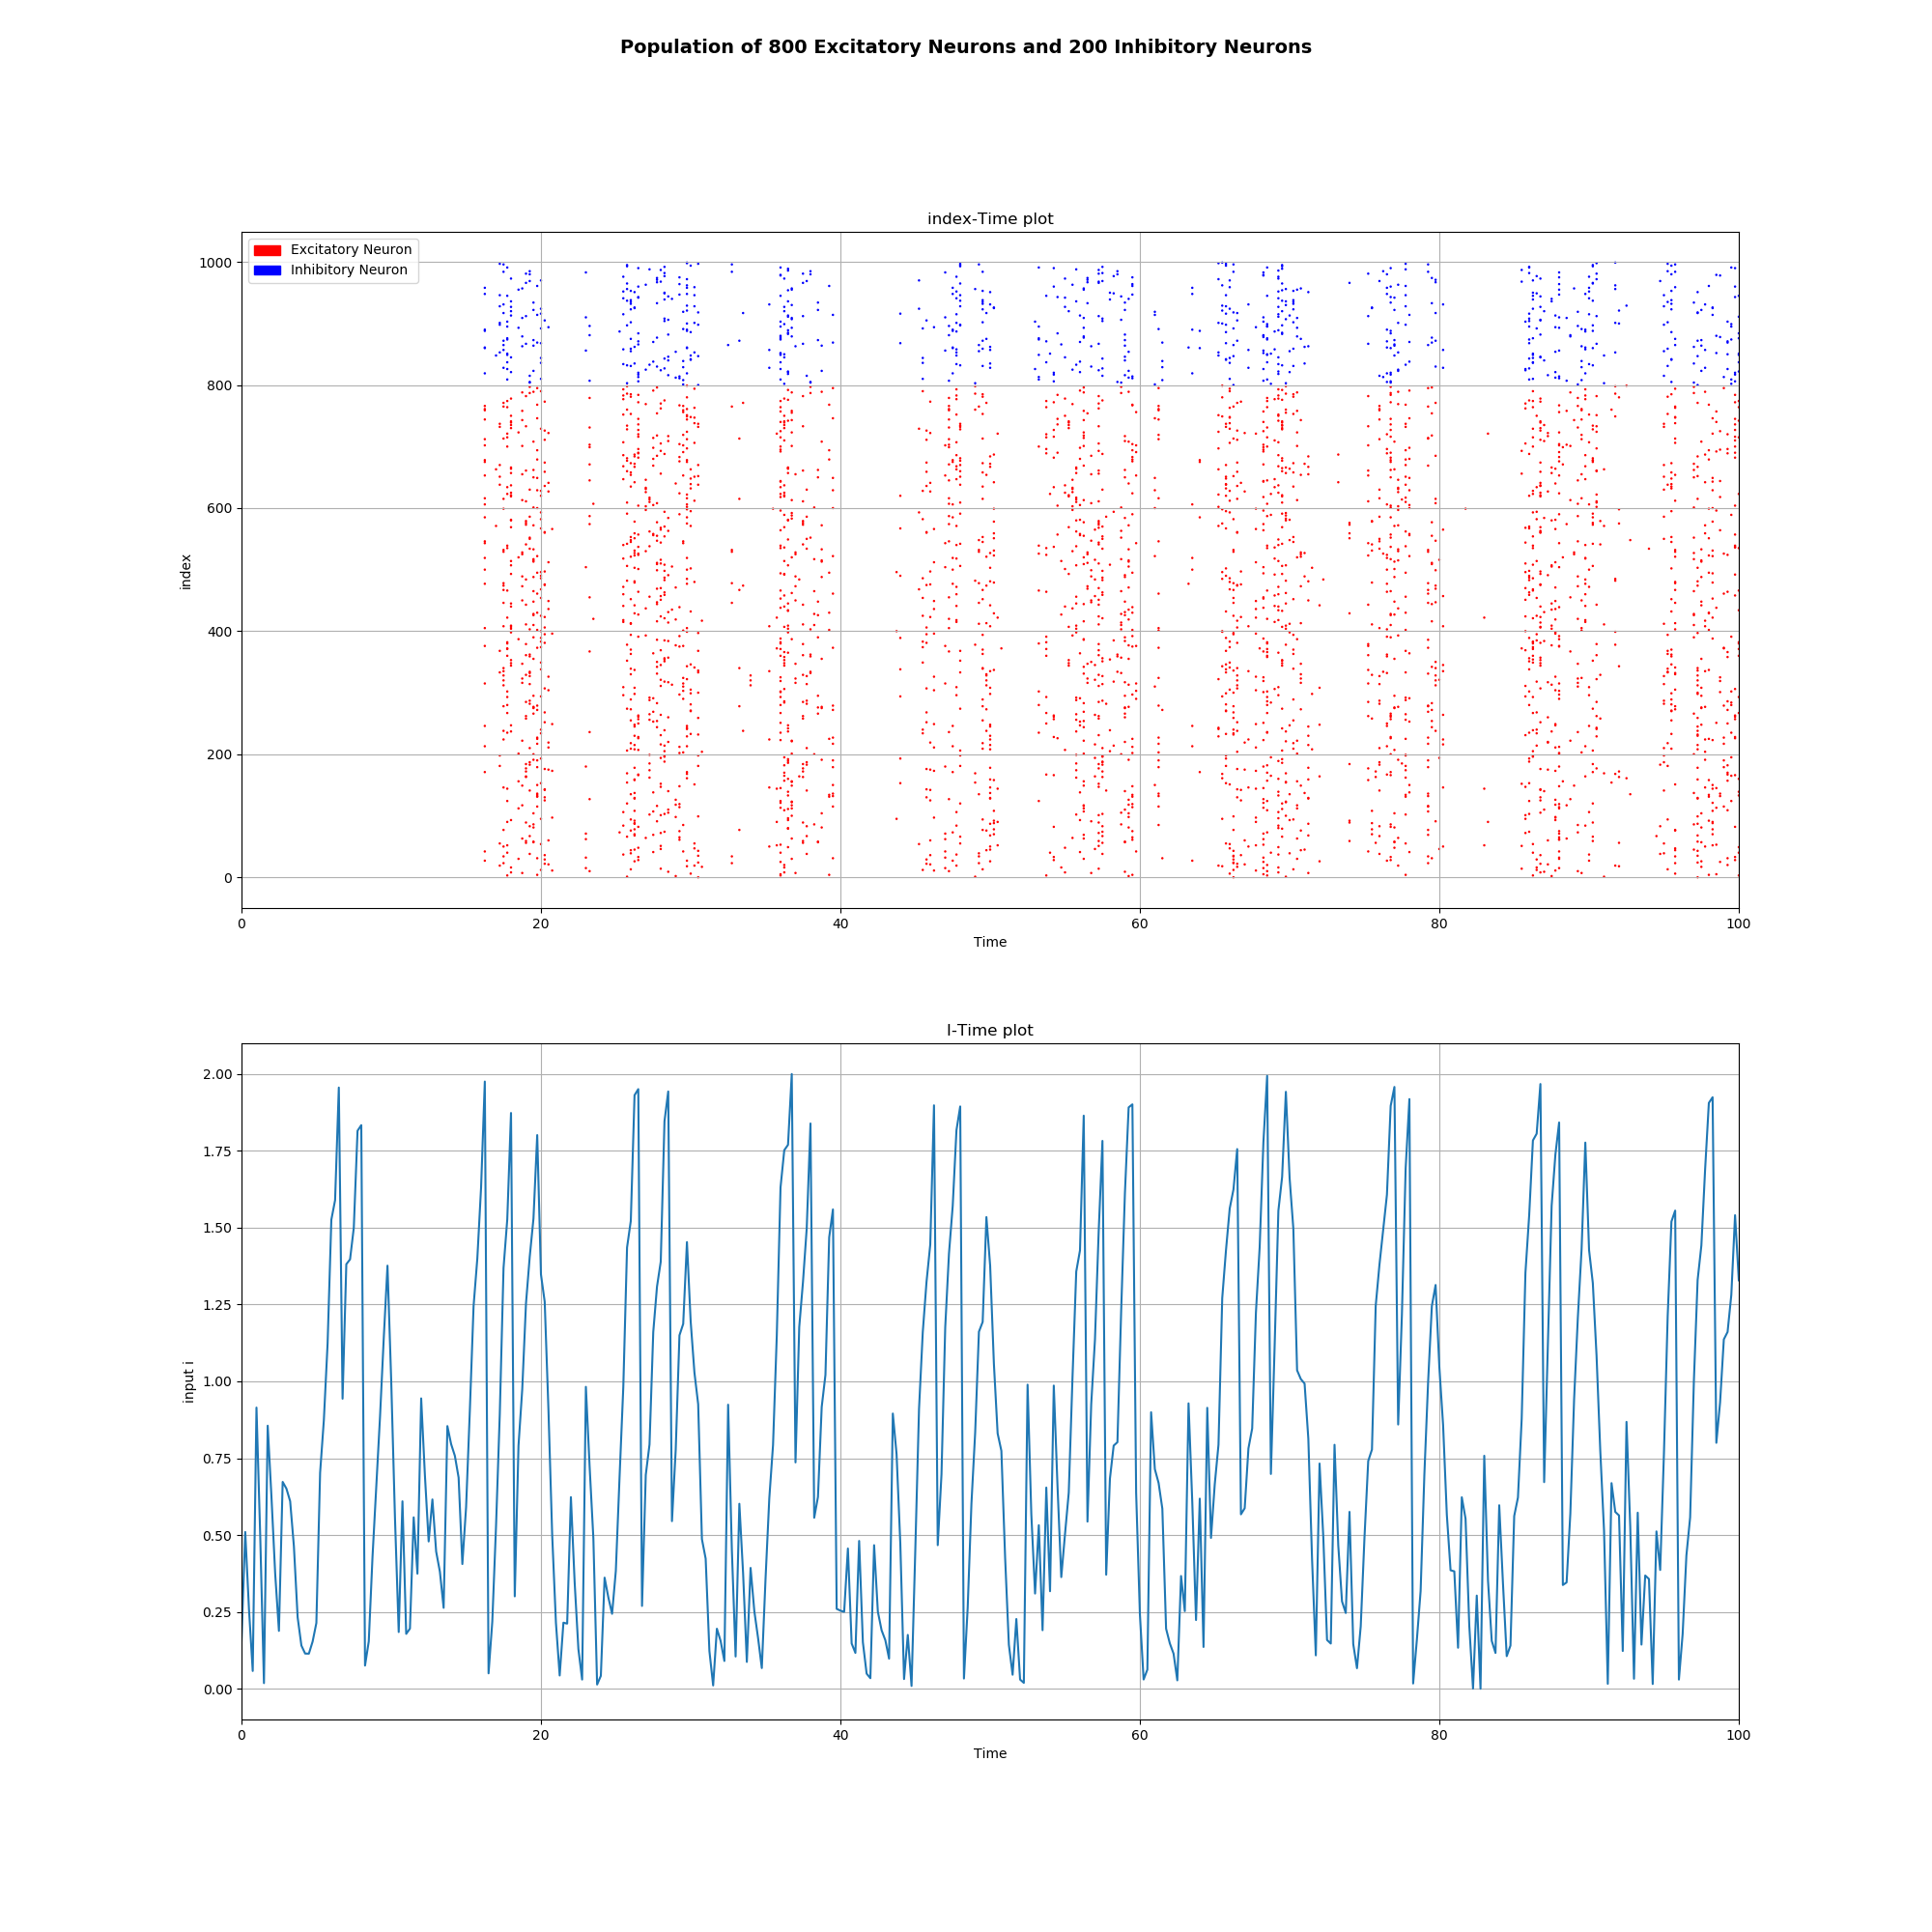 Population of 800 Excitatory Neurons and 200 Inhibitory Neurons
index-Time plot
Excitatory Neuron
Inhibitory Neuron
1000
800
600
400
200
0
index
0 20 40 60 80 100
Time
I-Time plot
2.00
1.75
1.50
1.25
1.00
0.75
0.50
0.25
0.00
input i
0 20 40 60 80 100
Time